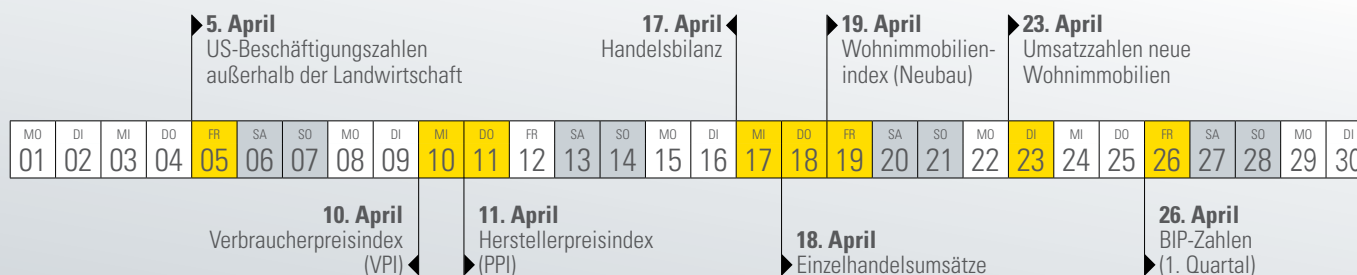 5. April
US-Beschäftigungszahlen
außerhalb der Landwirtschaft
17. April
Handelsbilanz
19. April
Wohnimmobilien-
index (Neubau)
23. April
Umsatzzahlen neue
Wohnimmobilien
MO DI MI DO FR SA SO MO DI MI DO FR SA SO MO DI MI DO FR SA SO MO DI MI DO FR SA SO MO DI
01 02 03 04 05 06 07 08 09 10 11 12 13 14 15 16 17 18 19 20 21 22 23 24 25 26 27 28 29 30
10. April
Verbraucherpreisindex
(VPI)
11. April
Herstellerpreisindex
(PPI)
18. April
Einzelhandelsumsätze
26. April
BIP-Zahlen
(1. Quartal)